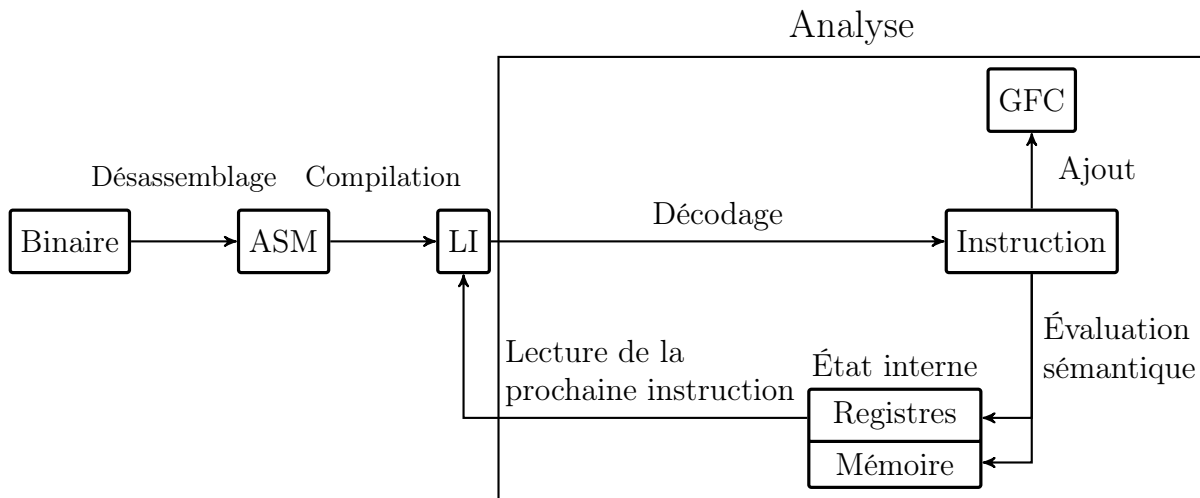 Analyse
GFC
Ajout
Désassemblage
Compilation
Binaire
ASM
LI
Décodage
Instruction
Évaluation
sémantique
Lecture de la
prochaine instruction
État interne
Registres
Mémoire